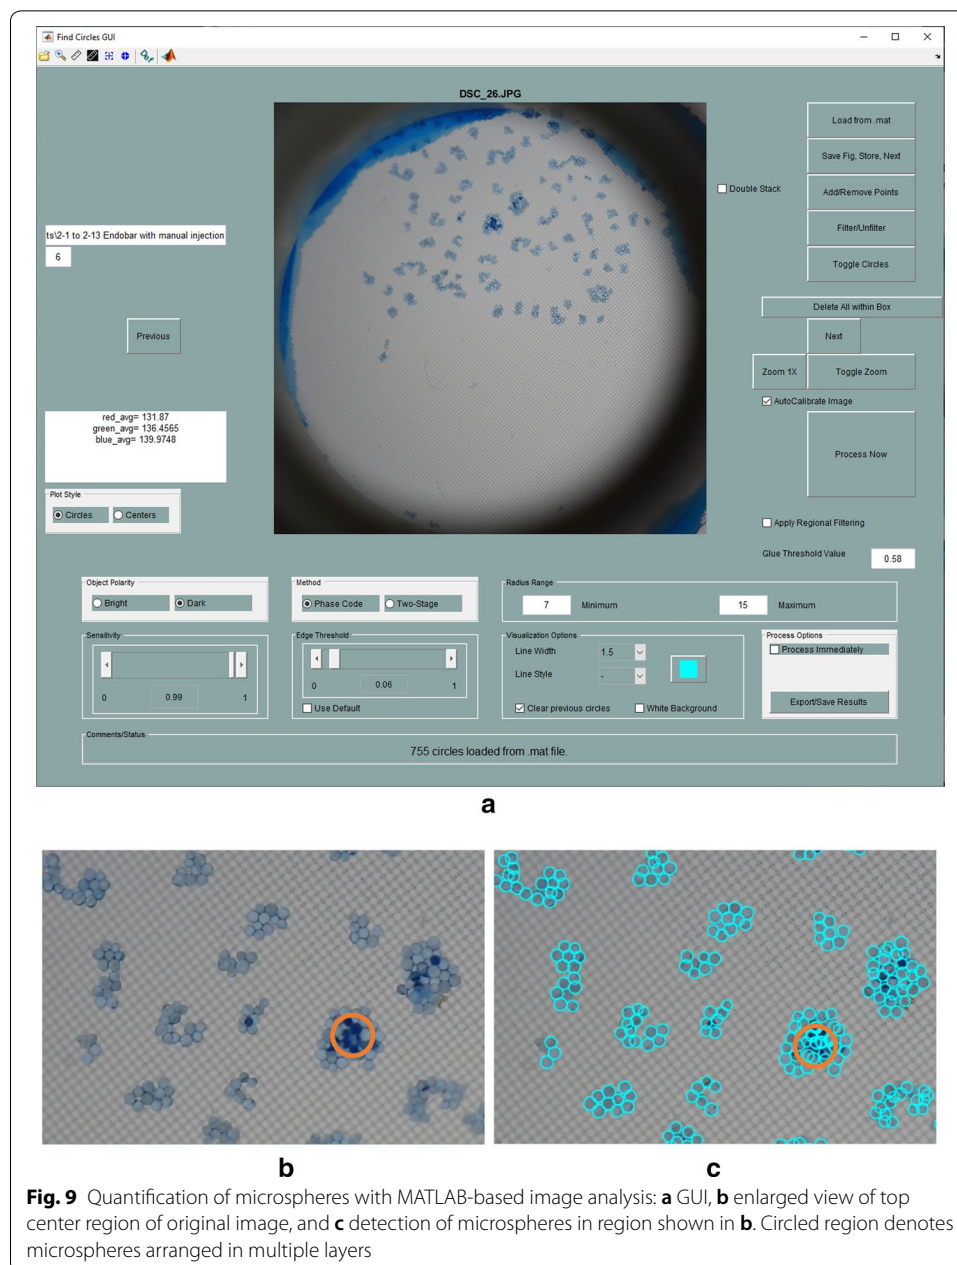 Find Circles GUI
DSC_26.JPG
Load from .mat
Save Fig, Store, Next
Double Stack
Add/Remove Points
Filter/Unfilter
ts\2-1 to 2-13 Endobar with manual injection
6
Toggle Circles
Delete All within Box
Previous
Next
Zoom 1X
Toggle Zoom
AutoCalibrate Image
red_avg= 131.87
green_avg= 136.4565
blue_avg= 139.9748
Process Now
Plot Style
Circles Centers
Apply Regional Filtering
Glue Threshold Value 0.58
Object Polarity
Bright Dark
Method
Phase Code Two-Stage
Radius Range
7 Minimum 15 Maximum
Sensitivity
0 0.99 1
Edge Threshold
0 0.06 1
Use Default
Visualization Options
Line Width 1.5
Line Style -
Clear previous circles White Background
Process Options
Process Immediately
Export/Save Results
Comments/Status
755 circles loaded from .mat file.
a
b
c
Fig. 9 Quantification of microspheres with MATLAB-based image analysis: a GUI, b enlarged view of top
center region of original image, and c detection of microspheres in region shown in b. Circled region denotes
microspheres arranged in multiple layers